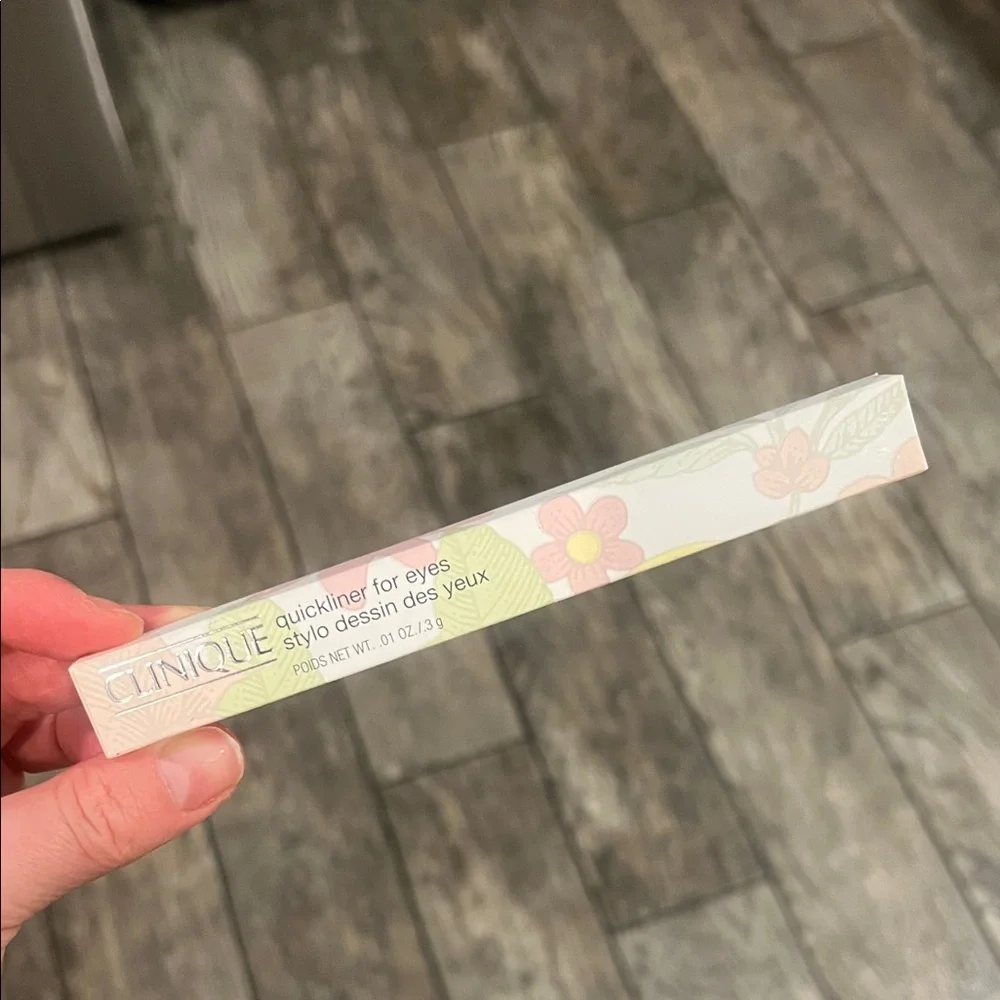 CLINIQUE
quickliner for eyes
stylo dessin des yeux
POIDS NET WT. .01 OZ./.3 g